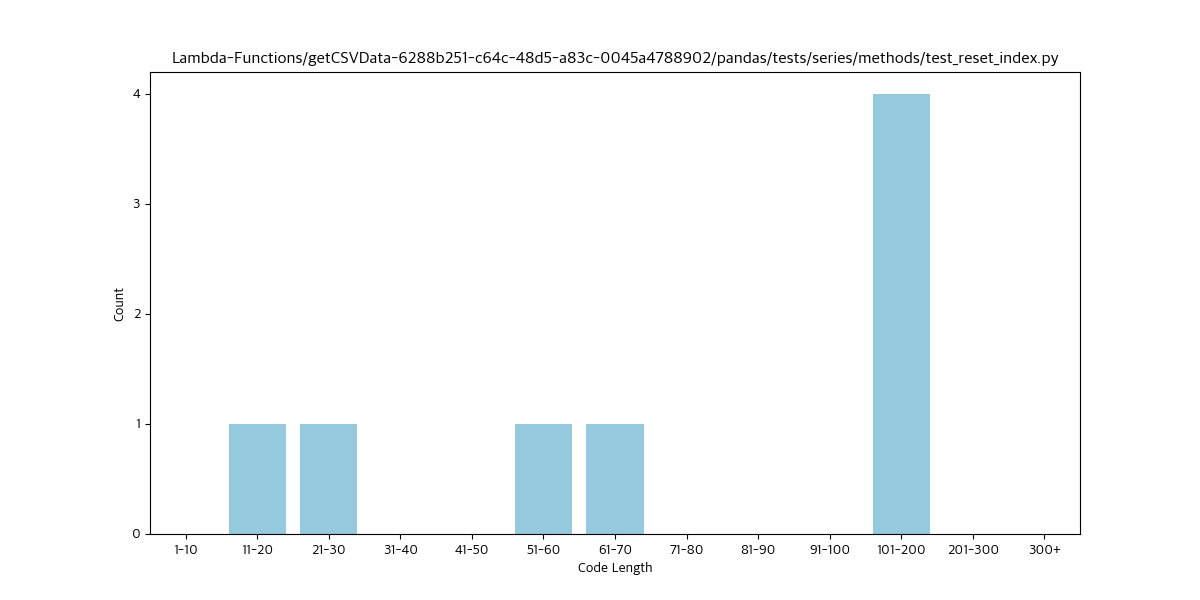 Lambda-Functions/getCSVData-6288b251-c64c-48d5-a83c-0045a4788902/pandas/tests/series/methods/test_reset_index.py
4
3
2
1
0
Count
1-10 11-20 21-30 31-40 41-50 51-60 61-70 71-80 81-90 91-100 101-200 201-300 300+
Code Length